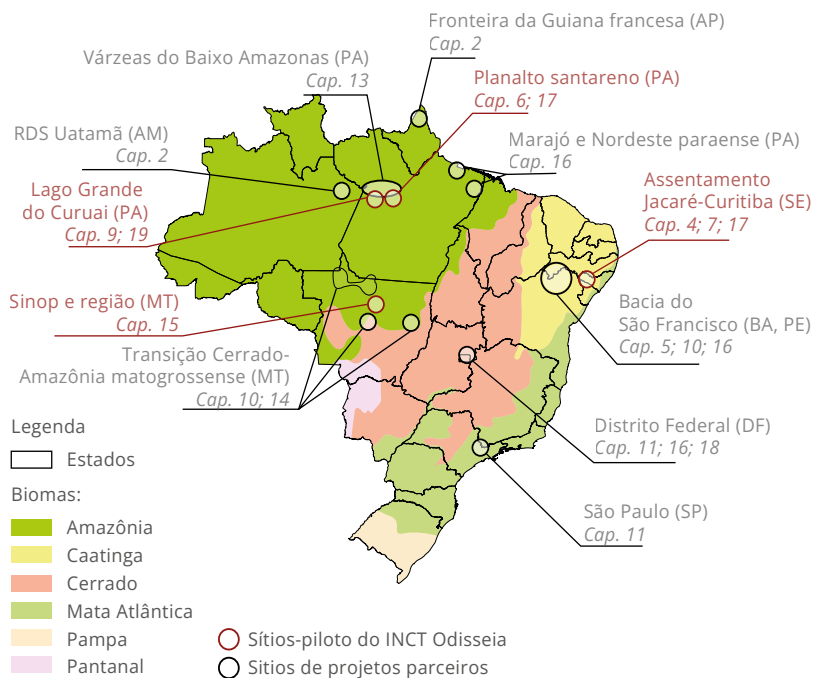 Fronteira da Guiana francesa (AP)
Cap. 2
Várzeas do Baixo Amazonas (PA)
Cap. 13
Planalto santareno (PA)
Cap. 6; 17
RDS Uatamã (AM)
Cap. 2
Marajó e Nordeste paraense (PA)
Cap. 16
Lago Grande
do Curuai (PA)
Cap. 9; 19
Assentamento
Jacaré-Curitiba (SE)
Cap. 4; 7; 17
Sinop e região (MT)
Cap. 15
Bacia do
São Francisco (BA, PE)
Cap. 5; 10; 16
Transição Cerrado-
Amazônia matogrossense (MT)
Cap. 10; 14
Distrito Federal (DF)
Cap. 11; 16; 18
São Paulo (SP)
Cap. 11
Legenda
Estados
Biomas:
Amazônia
Caatinga
Cerrado
Mata Atlântica
Pampa
Pantanal
Sítios-piloto do INCT Odisseia
Sitios de projetos parceiros